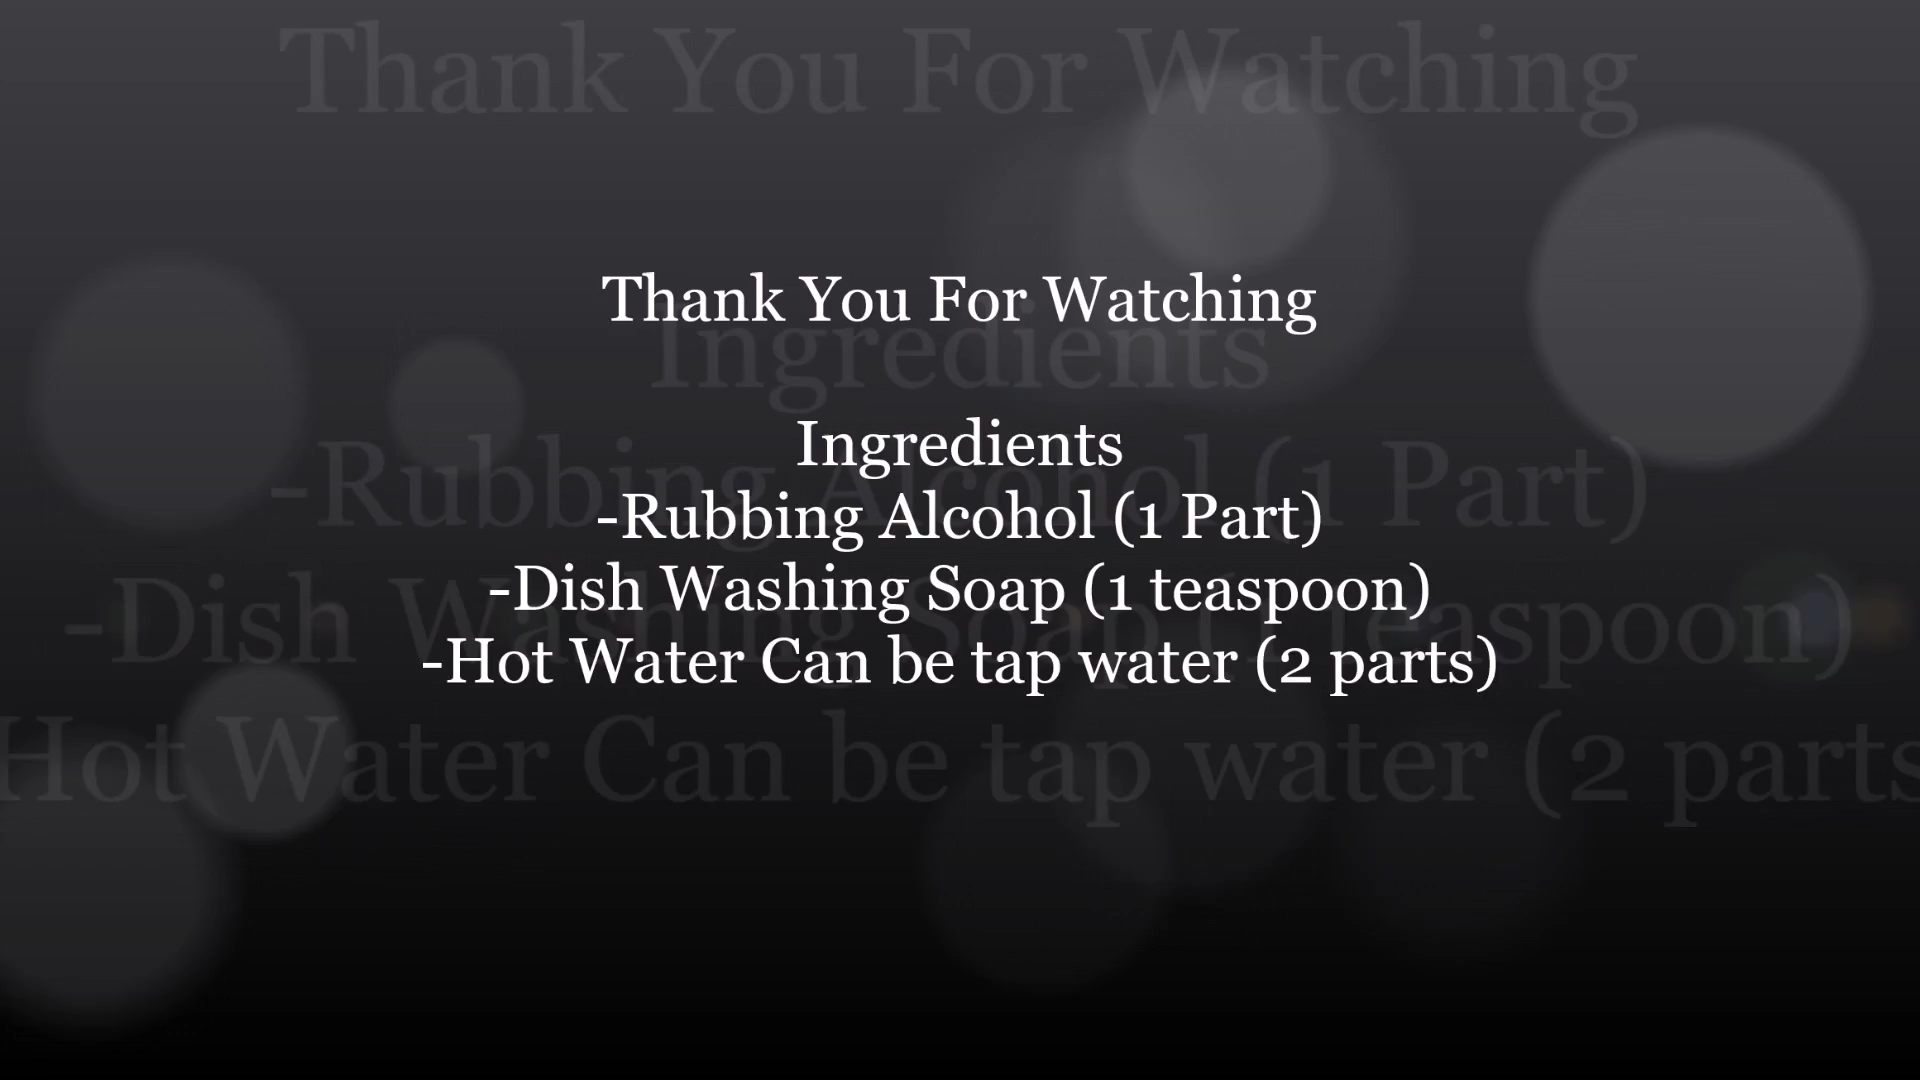 Thank You For Watching
Ingredients
-Rubbing Alcohol (1 Part)
-Dish Washing Soap (1 teaspoon)
-Hot Water Can be tap water (2 parts)